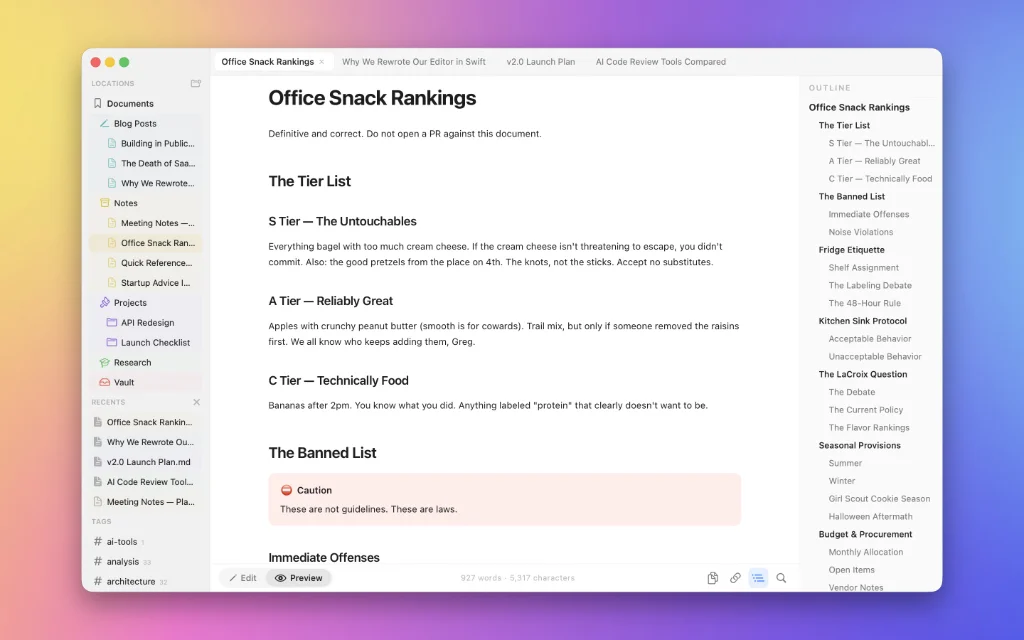 Office Snack Rankings ×
Why We Rewrote Our Editor in Swift
v2.0 Launch Plan
AI Code Review Tools Compared
LOCATIONS
Documents
Blog Posts
Building in Public...
The Death of Saa...
Why We Rewrote...
Notes
Meeting Notes —...
Office Snack Ran...
Quick Reference...
Startup Advice I...
Projects
API Redesign
Launch Checklist
Research
Vault
RECENTS
Office Snack Rankin...
Why We Rewrote Ou...
v2.0 Launch Plan.md
AI Code Review Tool...
Meeting Notes — Pla...
TAGS
# ai-tools 1
# analysis 33
# architecture 32
Office Snack Rankings
Definitive and correct. Do not open a PR against this document.
The Tier List
S Tier — The Untouchables
Everything bagel with too much cream cheese. If the cream cheese isn't threatening to escape, you didn't
commit. Also: the good pretzels from the place on 4th. The knots, not the sticks. Accept no substitutes.
A Tier — Reliably Great
Apples with crunchy peanut butter (smooth is for cowards). Trail mix, but only if someone removed the raisins
first. We all know who keeps adding them, Greg.
C Tier — Technically Food
Bananas after 2pm. You know what you did. Anything labeled "protein" that clearly doesn't want to be.
The Banned List
Caution
These are not guidelines. These are laws.
Immediate Offenses
Edit
Preview
927 words · 5,317 characters
OUTLINE
Office Snack Rankings
The Tier List
S Tier — The Untouchabl...
A Tier — Reliably Great
C Tier — Technically Food
The Banned List
Immediate Offenses
Noise Violations
Fridge Etiquette
Shelf Assignment
The Labeling Debate
The 48-Hour Rule
Kitchen Sink Protocol
Acceptable Behavior
Unacceptable Behavior
The LaCroix Question
The Debate
The Current Policy
The Flavor Rankings
Seasonal Provisions
Summer
Winter
Girl Scout Cookie Season
Halloween Aftermath
Budget & Procurement
Monthly Allocation
Open Items
Vendor Notes